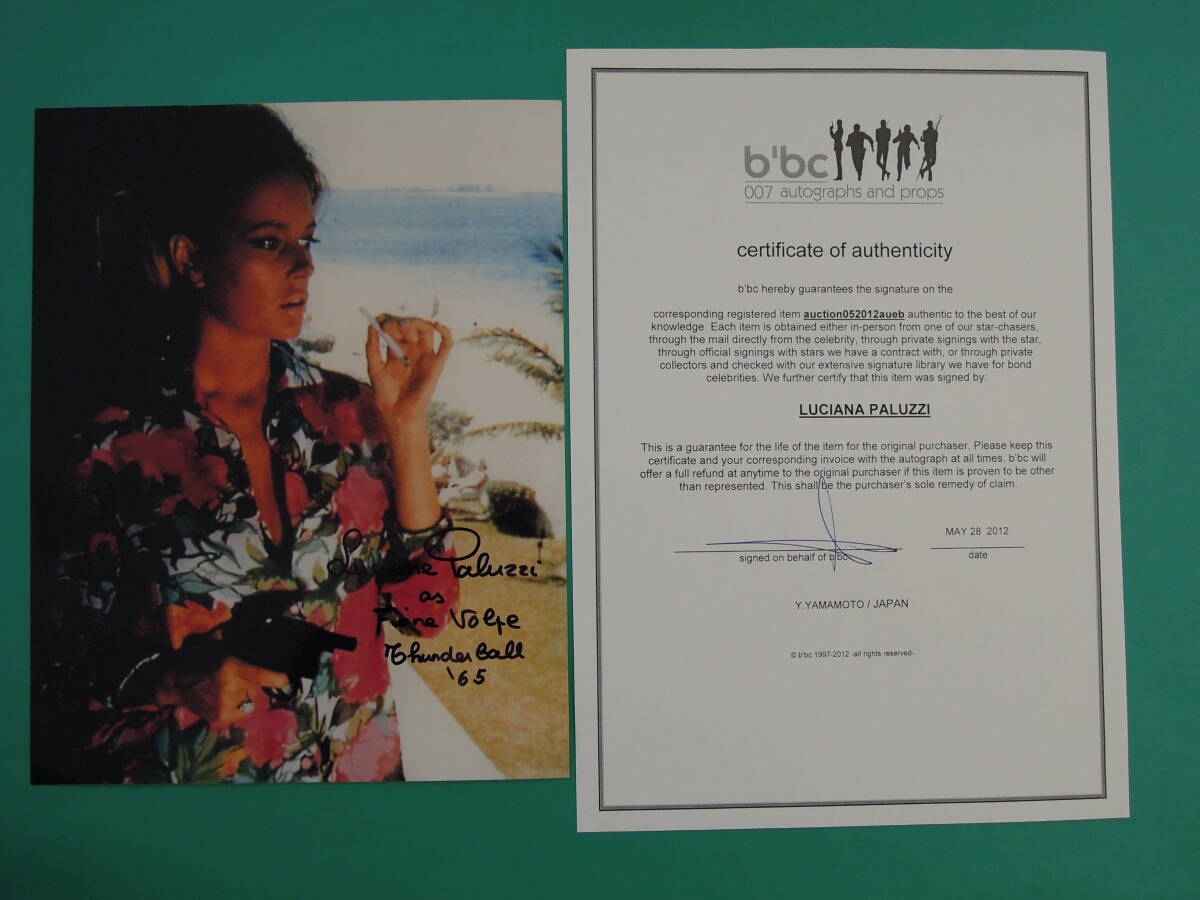 Luciana Paluzzi
as
Fiona Volpe
Thunderball
'65
b'bc
007 autographs and props
certificate of authenticity
b'bc hereby guarantees the signature on the
corresponding registered item auction052012aueb authentic to the best of our
knowledge. Each item is obtained either in-person from one of our star-chasers,
through the mail directly from the celebrity, through private signings with the star,
through official signings with stars we have a contract with, or through private
collectors and checked with our extensive signature library we have for bond
celebrities. We further certify that this item was signed by:
LUCIANA PALUZZI
This is a guarantee for the life of the item for the original purchaser. Please keep this
certificate and your corresponding invoice with the autograph at all times. b'bc will
offer a full refund at anytime to the original purchaser if this item is proven to be other
than represented. This shall be the purchaser's sole remedy of claim.
MAY 28 2012
signed on behalf of b'bc
date
Y.YAMAMOTO / JAPAN
© b'bc 1997-2012 -all rights reserved-